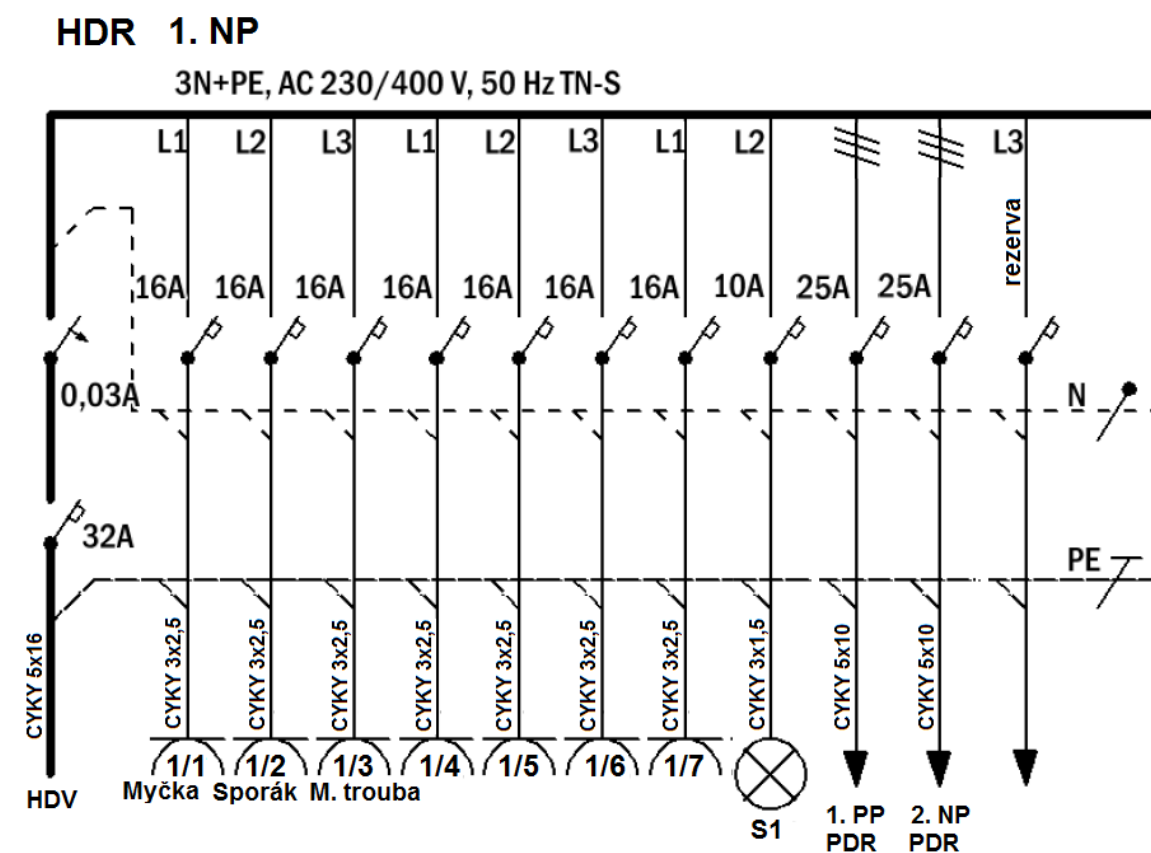 HDR 1. NP
3N+PE, AC 230/400 V, 50 Hz TN-S
L1 L2 L3 L1 L2 L3 L1 L2 L3
rezerva
16A 16A 16A 16A 16A 16A 16A 10A 25A 25A
0,03A
N
32A
PE
CYKY 5x16
CYKY 3x2,5
CYKY 3x2,5
CYKY 3x2,5
CYKY 3x2,5
CYKY 3x2,5
CYKY 3x2,5
CYKY 3x2,5
CYKY 3x1,5
CYKY 5x10
CYKY 5x10
1/1 1/2 1/3 1/4 1/5 1/6 1/7
HDV
Myčka Sporák M. trouba
S1
1. PP
PDR
2. NP
PDR